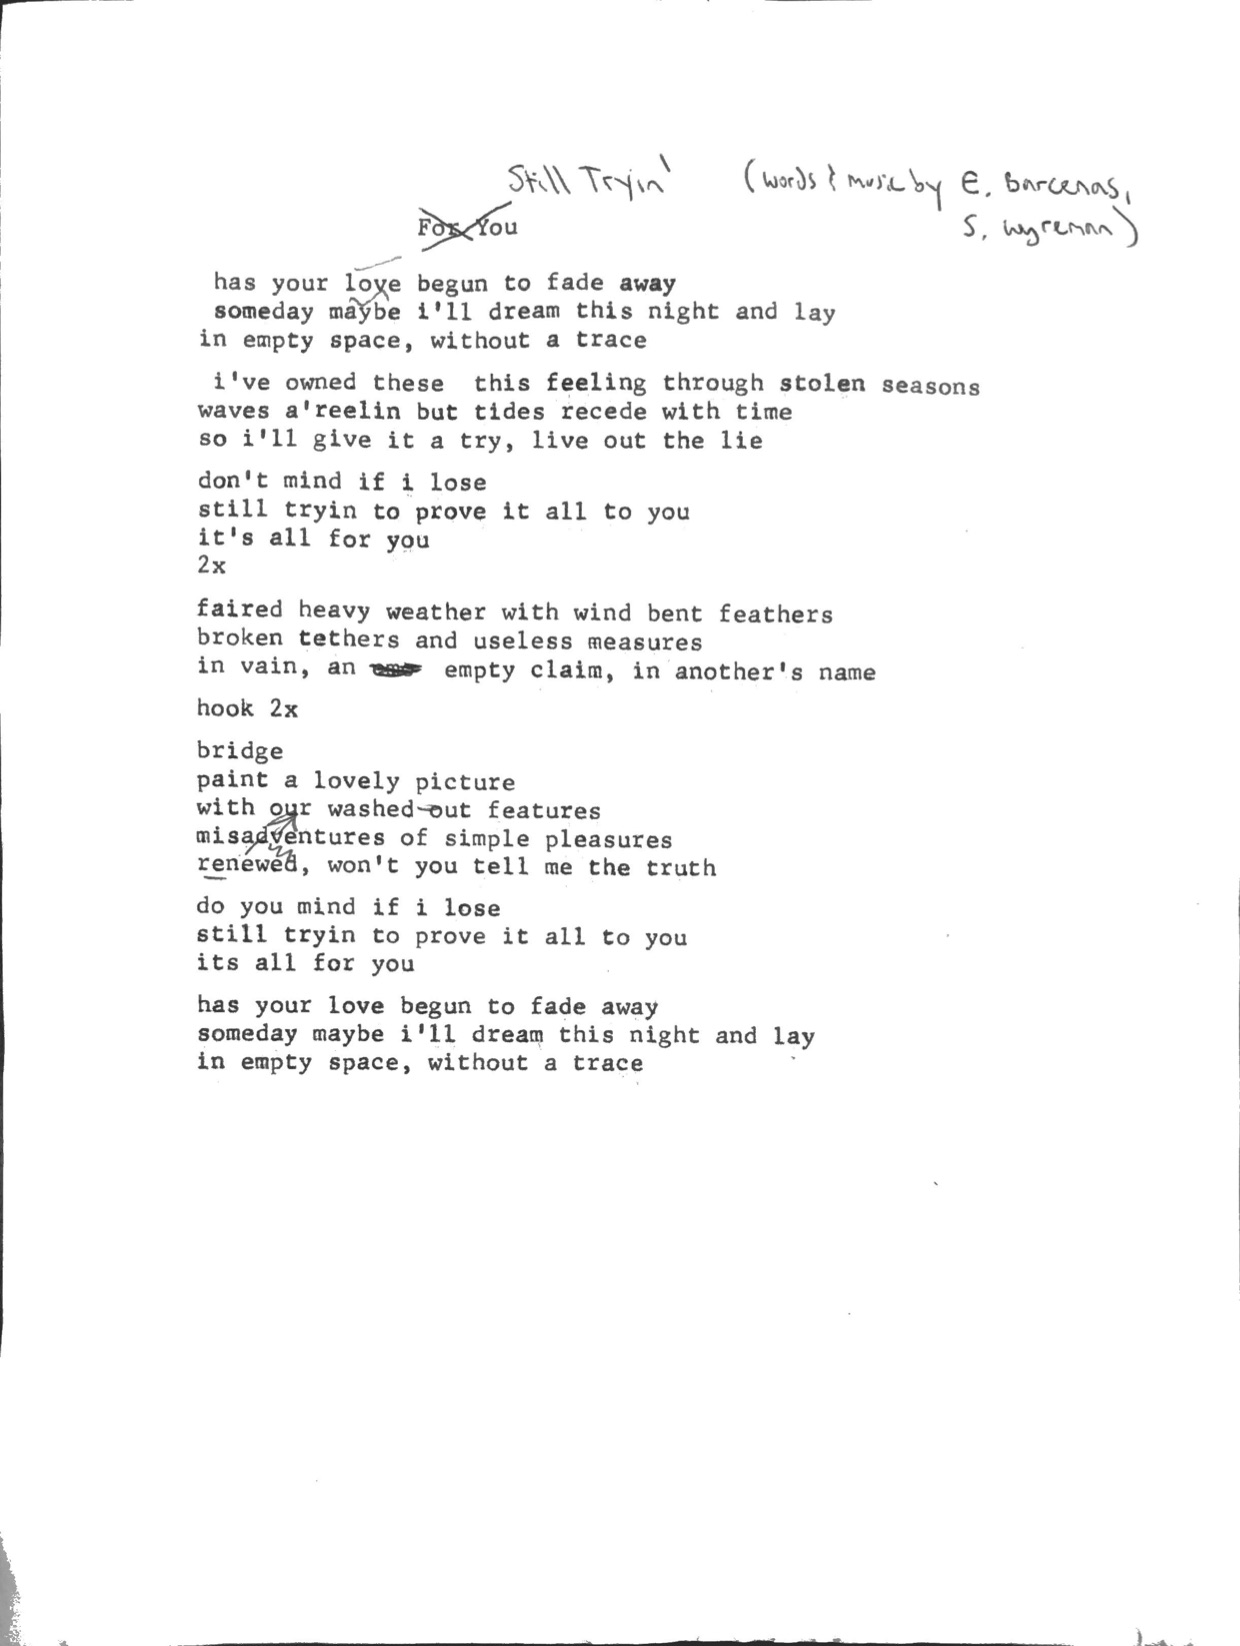 Still Tryin' (words & music by E. Barcenas,
S. Wyreman)
For You
has your love begun to fade away
someday maybe i'll dream this night and lay
in empty space, without a trace
i've owned these this feeling through stolen seasons
waves a'reelin but tides recede with time
so i'll give it a try, live out the lie
don't mind if i lose
still tryin to prove it all to you
it's all for you
2x
faired heavy weather with wind bent feathers
broken tethers and useless measures
in vain, an empty claim, in another's name
hook 2x
bridge
paint a lovely picture
with our washed-out features
misadventures of simple pleasures
renewed, won't you tell me the truth
do you mind if i lose
still tryin to prove it all to you
its all for you
has your love begun to fade away
someday maybe i'll dream this night and lay
in empty space, without a trace